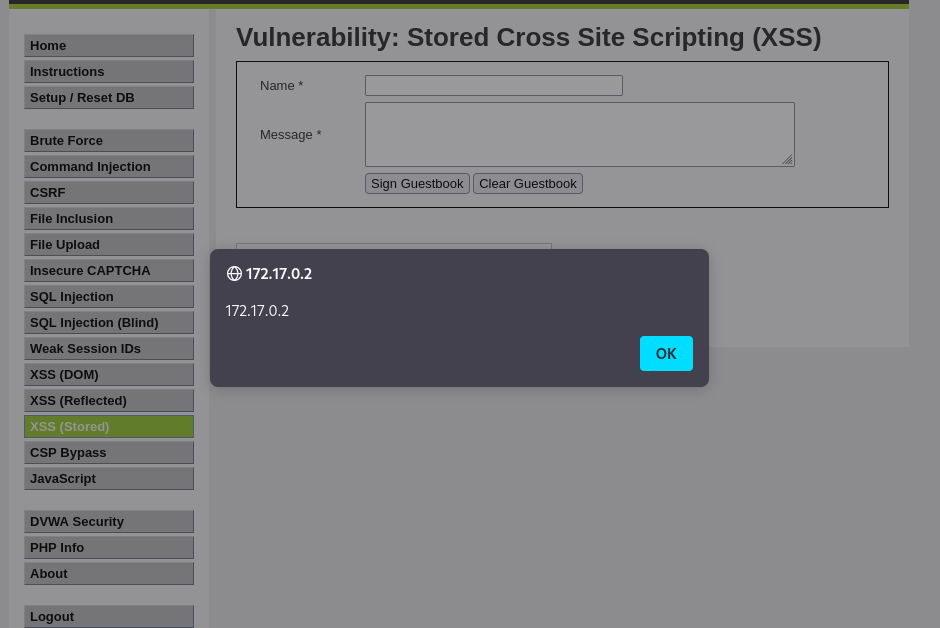 Home
Instructions
Setup / Reset DB
Brute Force
Command Injection
CSRF
File Inclusion
File Upload
Insecure CAPTCHA
SQL Injection
SQL Injection (Blind)
Weak Session IDs
XSS (DOM)
XSS (Reflected)
XSS (Stored)
CSP Bypass
JavaScript
DVWA Security
PHP Info
About
Logout
Vulnerability: Stored Cross Site Scripting (XSS)
Name *
Message *
Sign Guestbook Clear Guestbook
172.17.0.2
172.17.0.2
OK